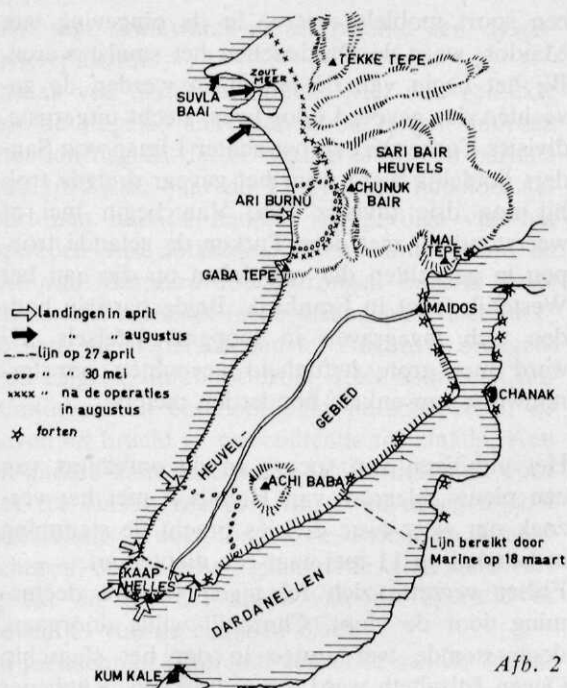 TEKKE TEPE
ZOUT
MEER
SUVLA
BAAI
SARI BAIR
HEUVELS
CHUNUK
BAIR
ARI BURNU
MAL
TEPE
GABA TEPE
landingen in april
" " augustus
lijn op 27 april
" " 30 mei
na de operaties
in augustus
forten
MAIDOS
CHANAK
HEUVEL- GEBIED
ACHI BABA
Lijn bereikt door
Marine op 18 maart
KAAP
HELLES
DARDANELLEN
KUM KALE
Afb. 2